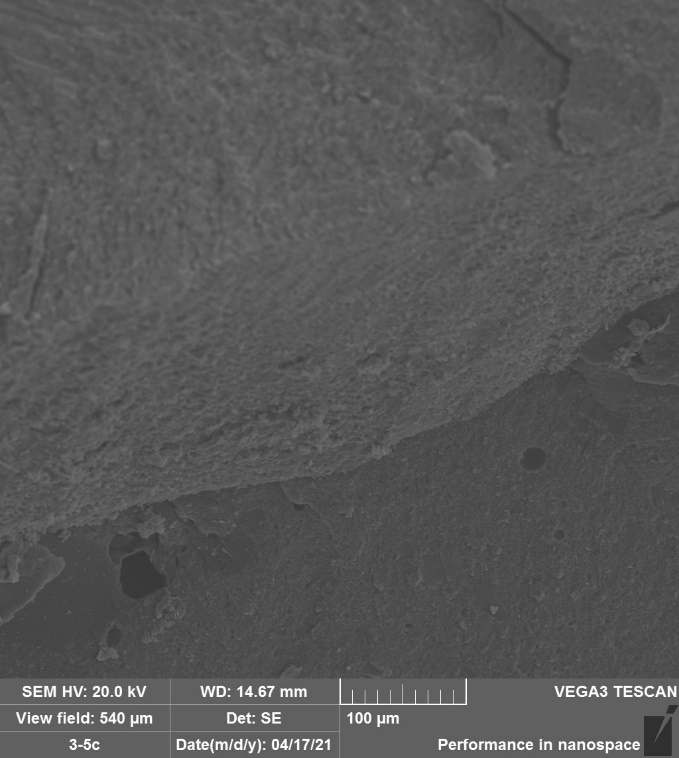 SEM HV: 20.0 kV
WD: 14.67 mm
VEGA3 TESCAN
View field: 540 µm
Det: SE
100 µm
3-5c
Date(m/d/y): 04/17/21
Performance in nanospace